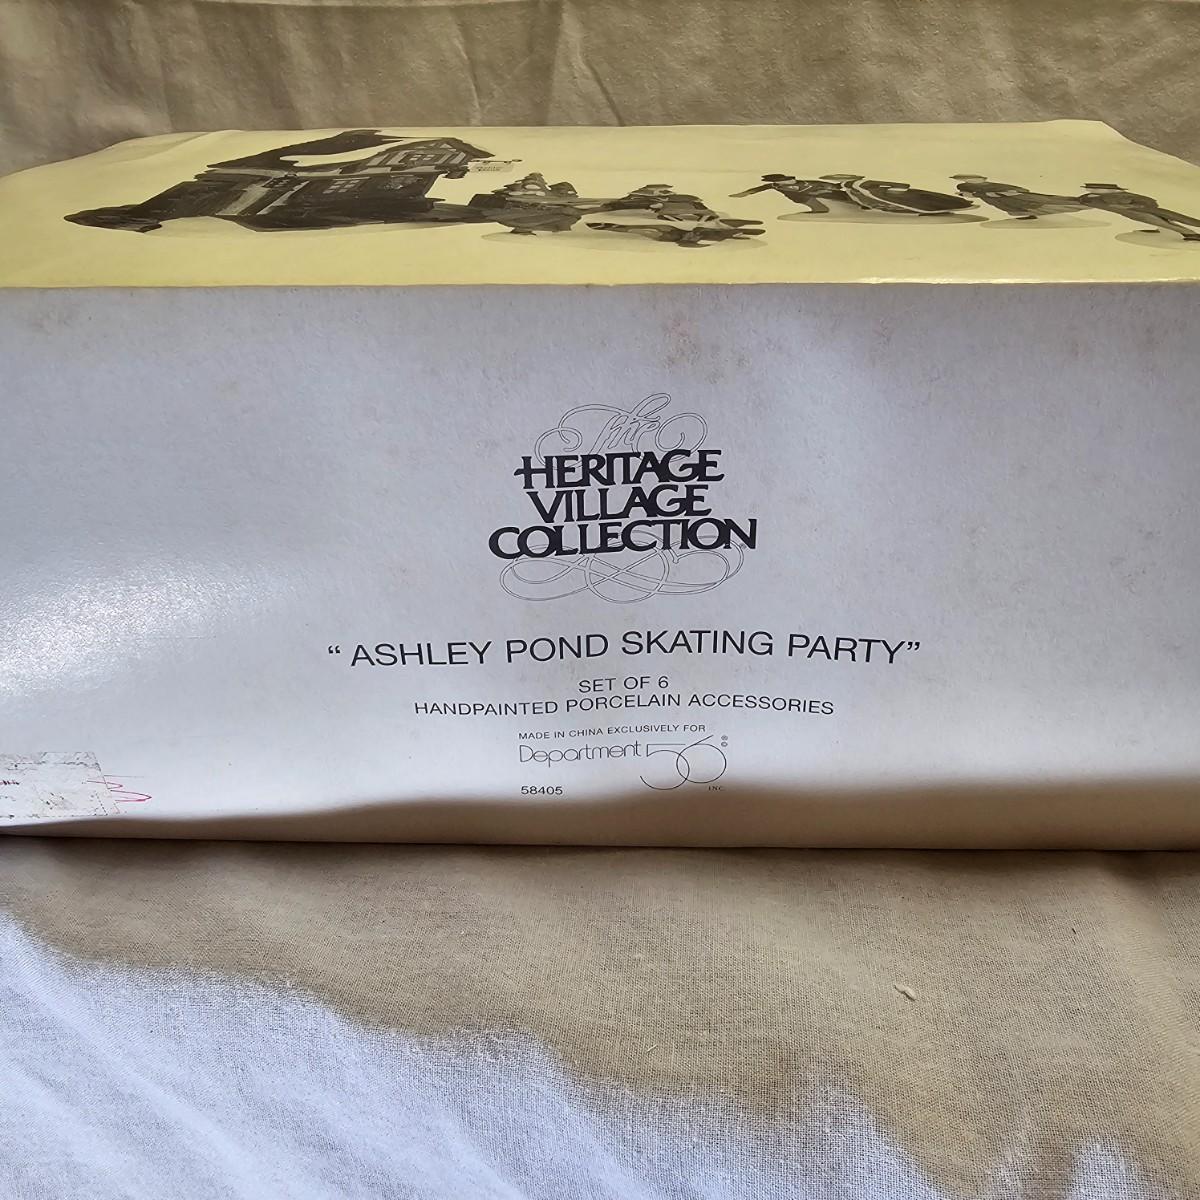 The
HERITAGE
VILLAGE
COLLECTION
“ ASHLEY POND SKATING PARTY”
SET OF 6
HANDPAINTED PORCELAIN ACCESSORIES
MADE IN CHINA EXCLUSIVELY FOR
Department 56 ® ©
INC.
58405